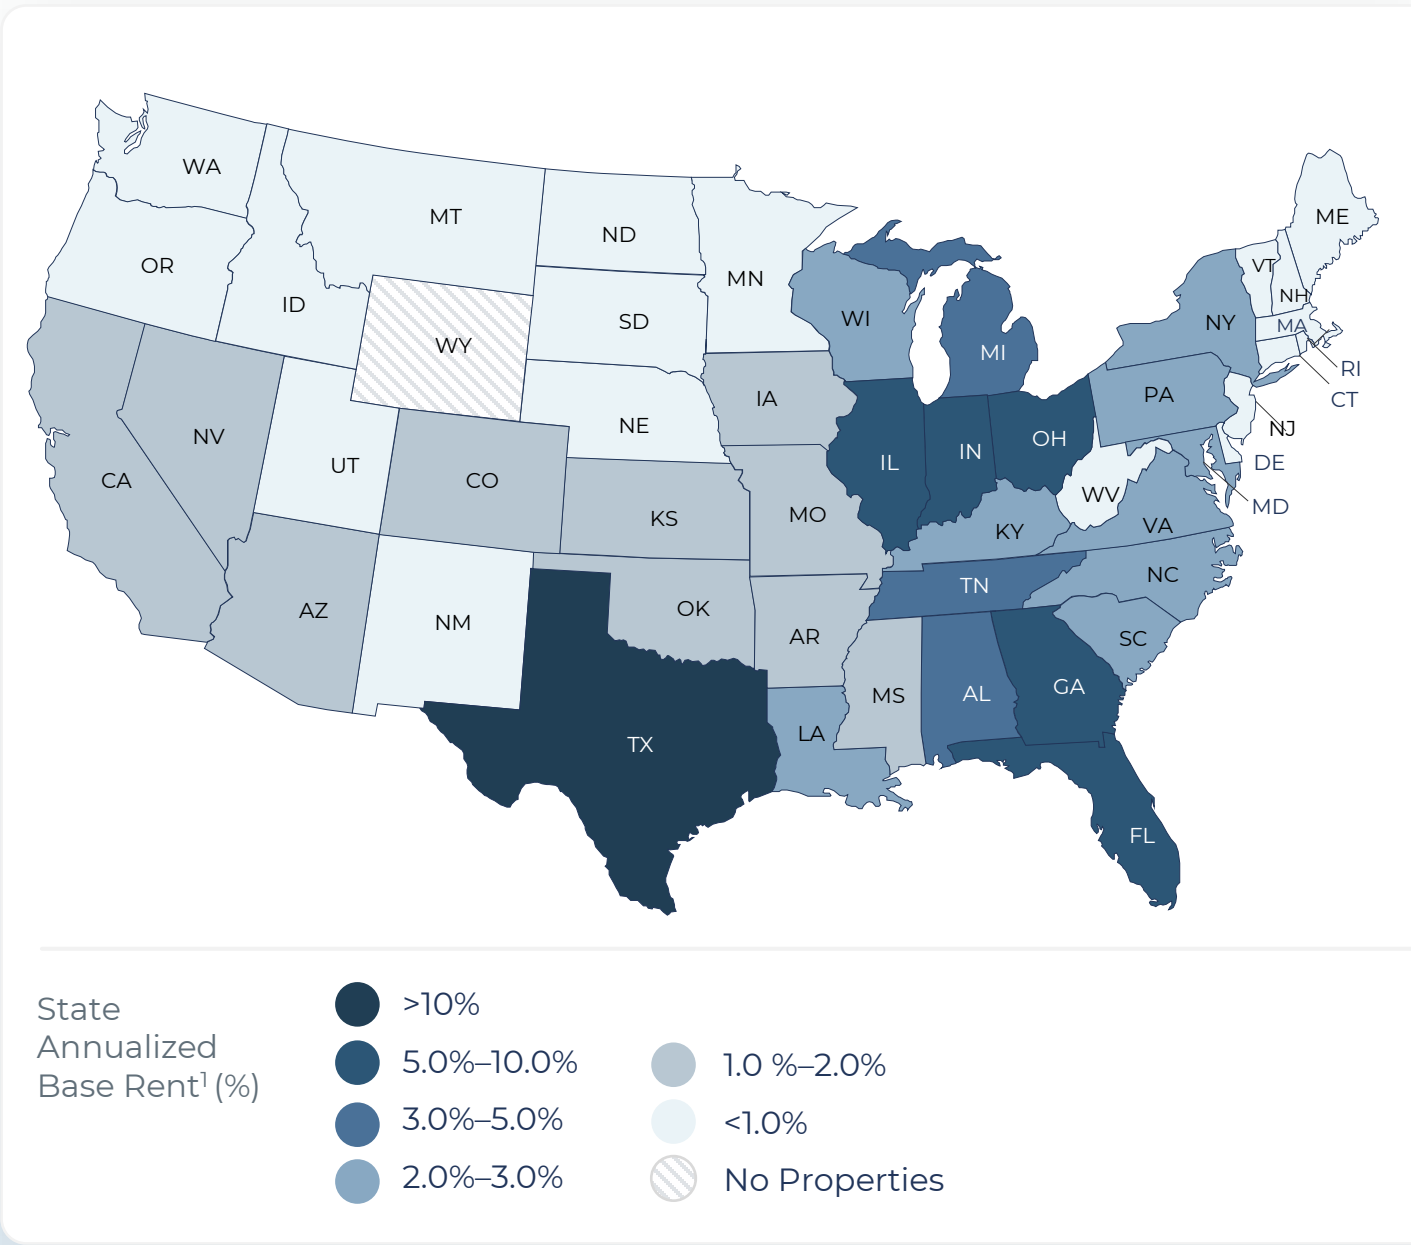 WA
MT
ND
MN
ME
OR
ID
SD
WI
MI
VT
NH
NY
MA
WY
RI
CT
NV
UT
CO
NE
IA
PA
NJ
CA
KS
MO
IL
IN
OH
WV
DE
MD
VA
KY
AZ
NM
OK
AR
TN
NC
SC
MS
AL
GA
TX
LA
FL
State
Annualized
Base Rent¹ (%)
>10%
5.0%–10.0%
3.0%–5.0%
2.0%–3.0%
1.0 %–2.0%
<1.0%
No Properties